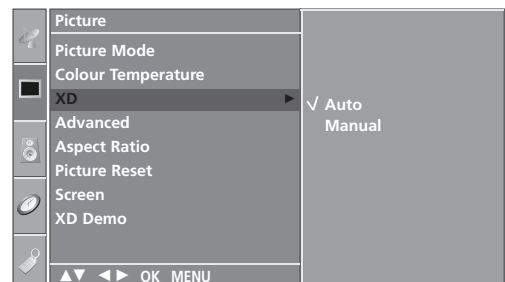 Picture
Picture Mode
Colour Temperature
XD ►
Advanced
Aspect Ratio
Picture Reset
Screen
XD Demo
▲▼ ◄► OK MENU
√ Auto
Manual